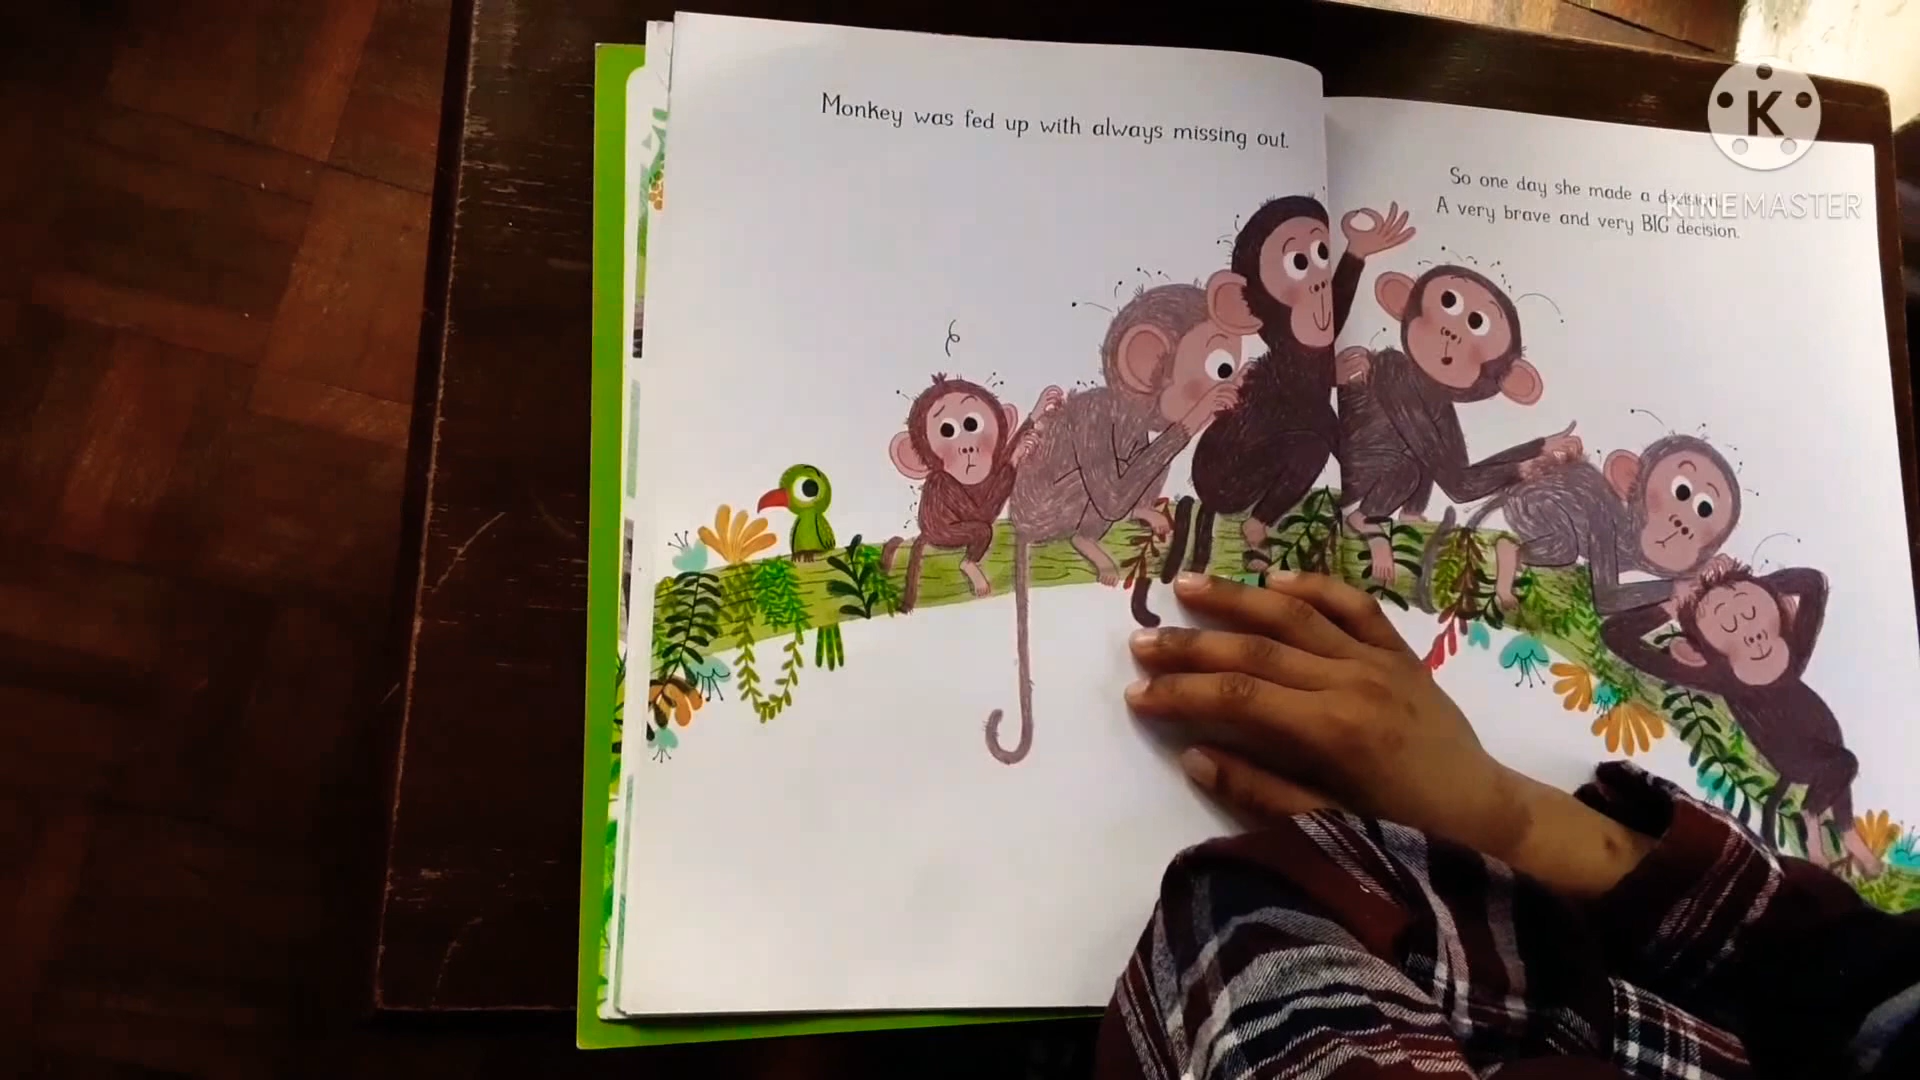 Monkey was fed up with always missing out.
So one day she made a decision.
A very brave and very BIG decision.
K
KINEMASTER